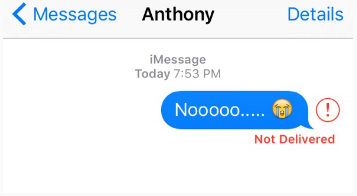 Messages Anthony Details
iMessage
Today 7:53 PM
Nooooo..... 😭
Not Delivered